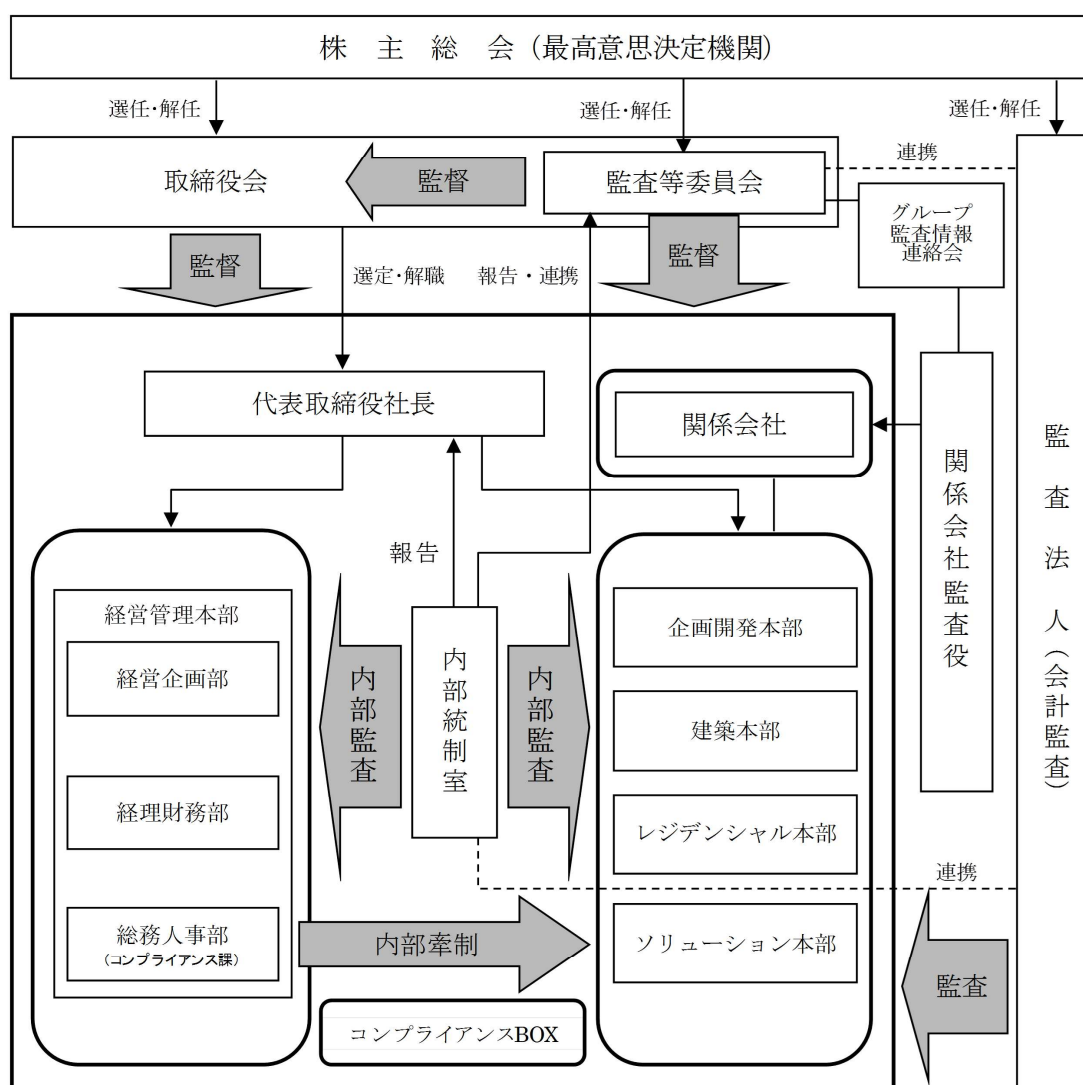 株 主 総 会 (最高意思決定機関)
選任・解任
選任・解任
選任・解任
取締役会
監督
監査等委員会
連携
グループ
監査情報
連絡会
監督
選定・解職
報告・連携
監督
代表取締役社長
関係会社
関係会社監査役
監 査 法 人 (会計監査)
報告
経営管理本部
経営企画部
経理財務部
総務人事部
(コンプライアンス課)
内部監査
内部統制室
内部監査
企画開発本部
建築本部
レジデンシャル本部
ソリューション本部
連携
内部牽制
監査
コンプライアンスBOX